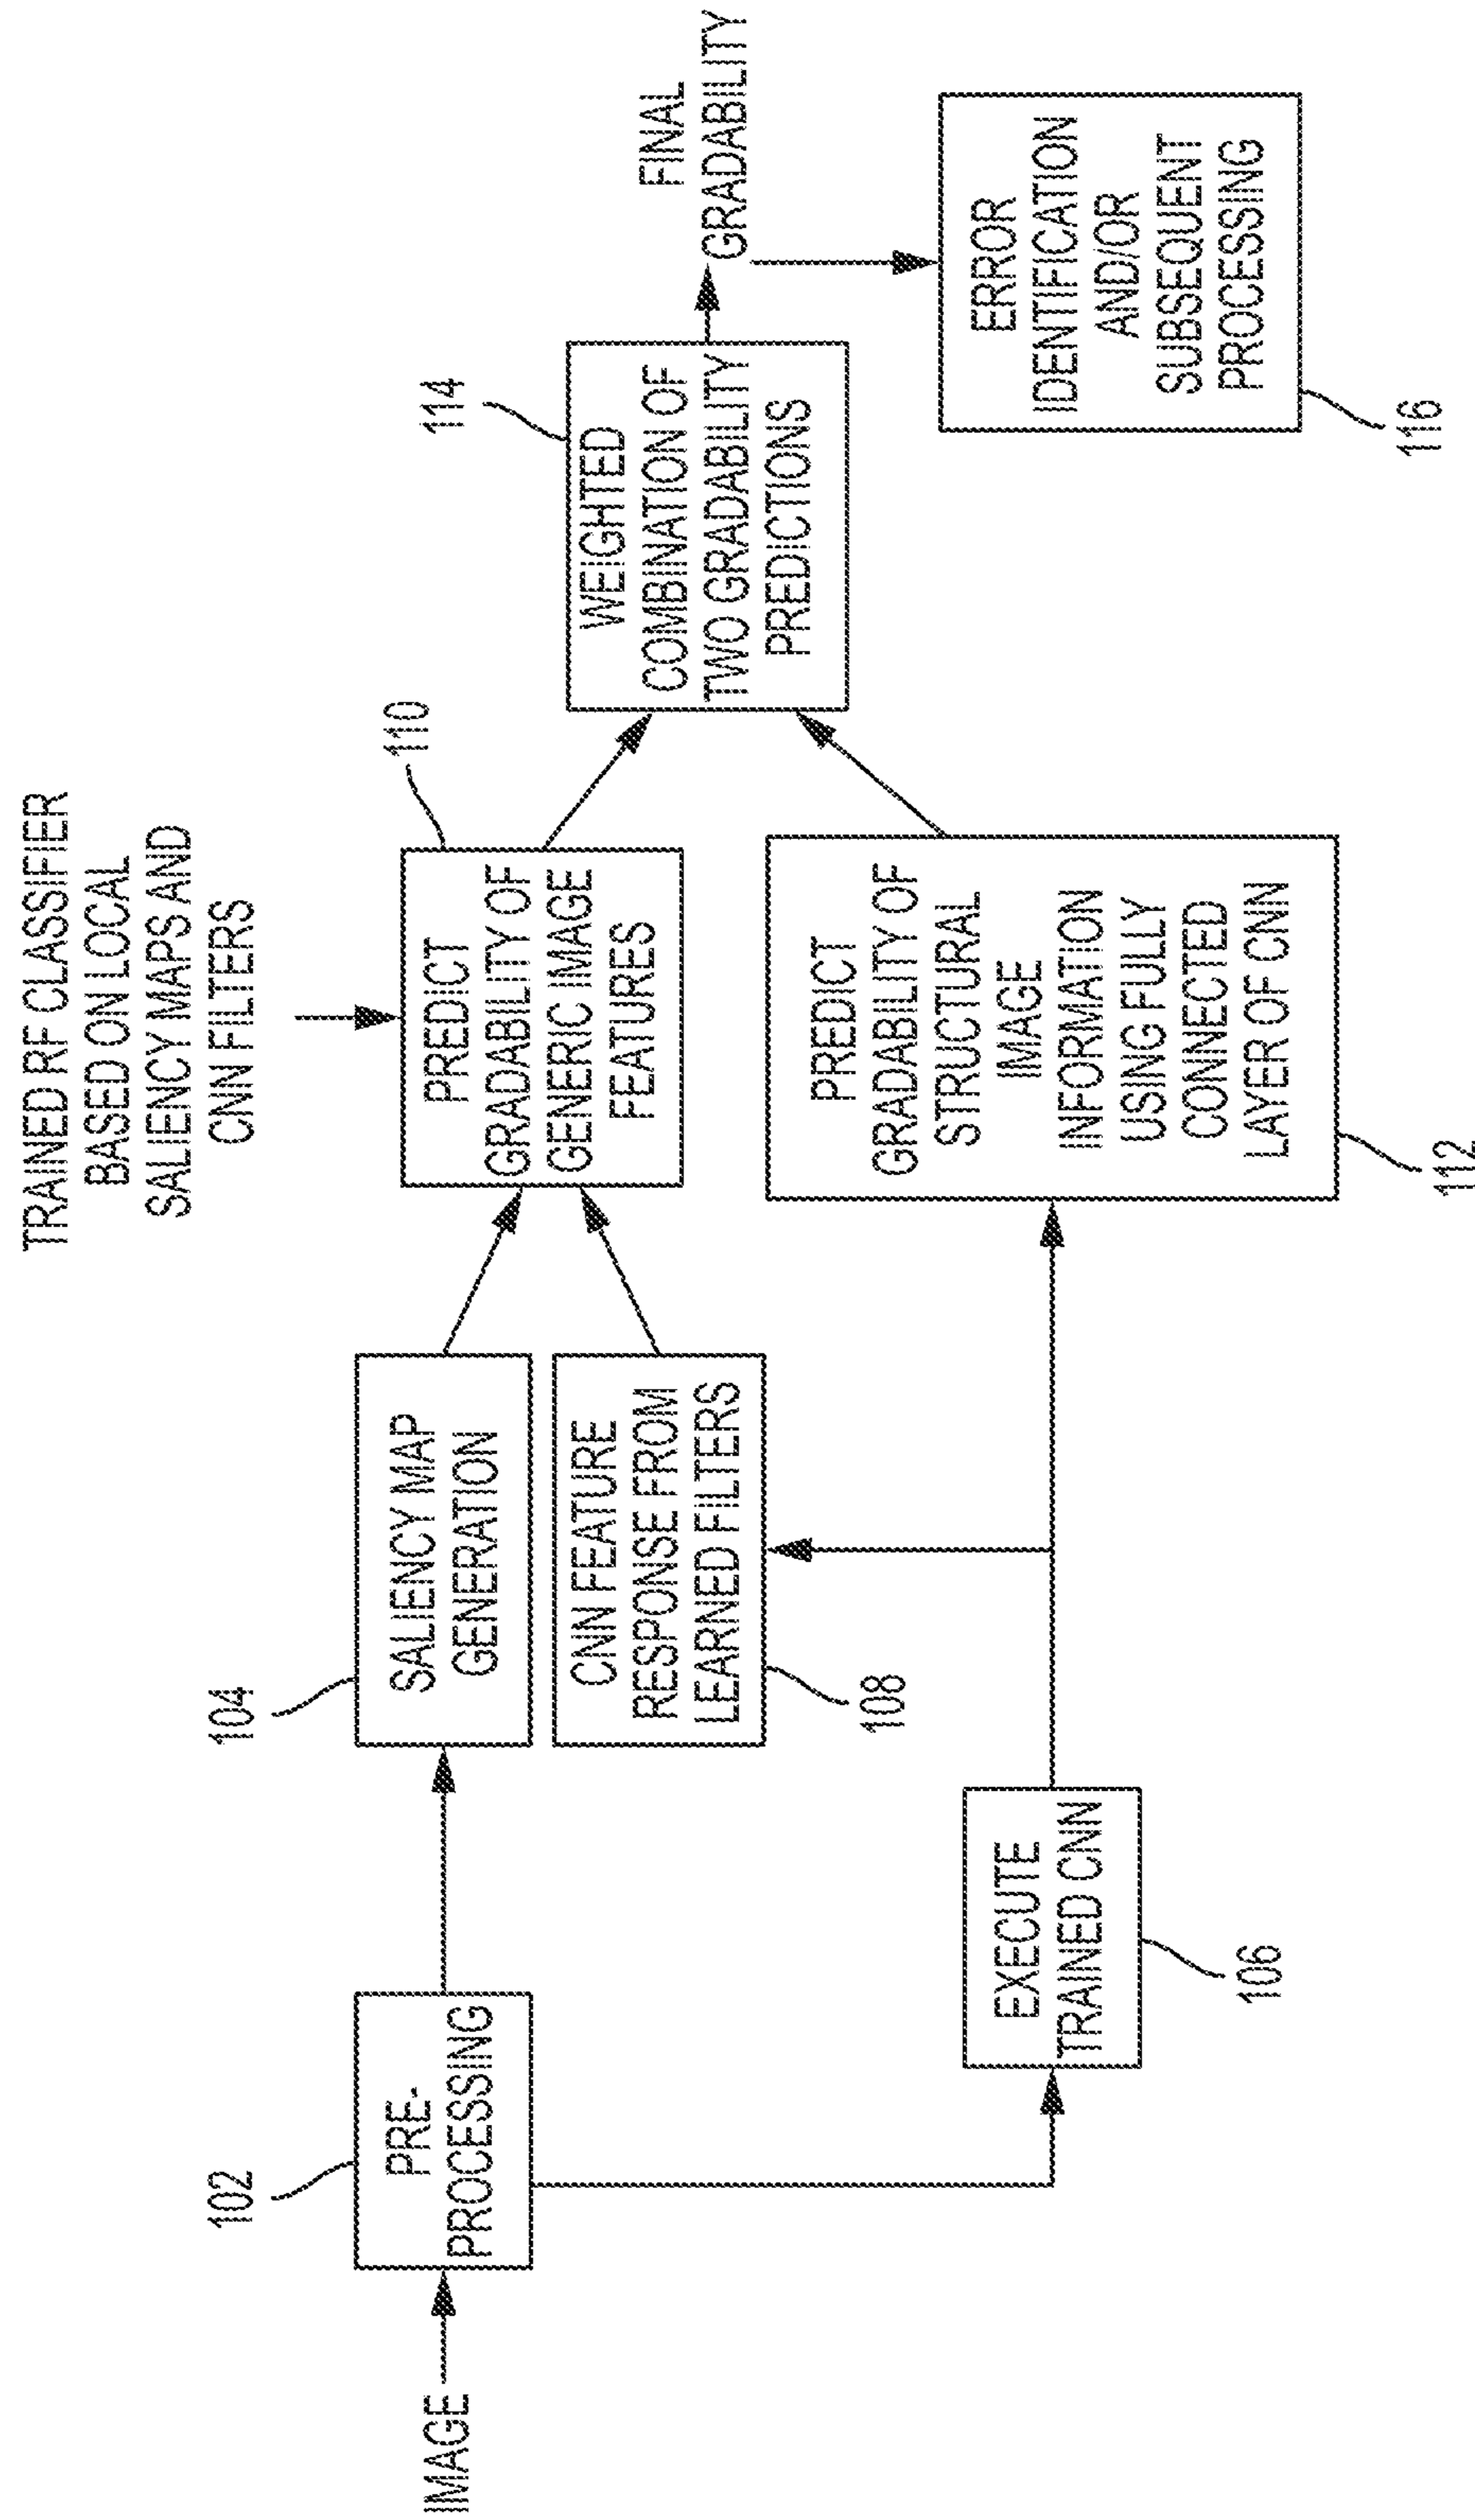 IMAGE
102
PRE-
PROCESSING
104
SALIENCY MAP
GENERATION
CNN FEATURE
RESPONSE FROM
LEARNED FILTERS
108
EXECUTE
TRAINED CNN
106
TRAINED RF CLASSIFIER
BASED ON LOCAL
SALIENCY MAPS AND
CNN FILTERS
110
PREDICT
GRADABILITY OF
GENERIC IMAGE
FEATURES
PREDICT
GRADABILITY OF
STRUCTURAL
IMAGE
INFORMATION
USING FULLY
CONNECTED
LAYER OF CNN
112
114
WEIGHTED
COMBINATION OF
TWO GRADABILITY
PREDICTIONS
FINAL
GRADABILITY
ERROR
IDENTIFICATION
AND/OR
SUBSEQUENT
PROCESSING
116